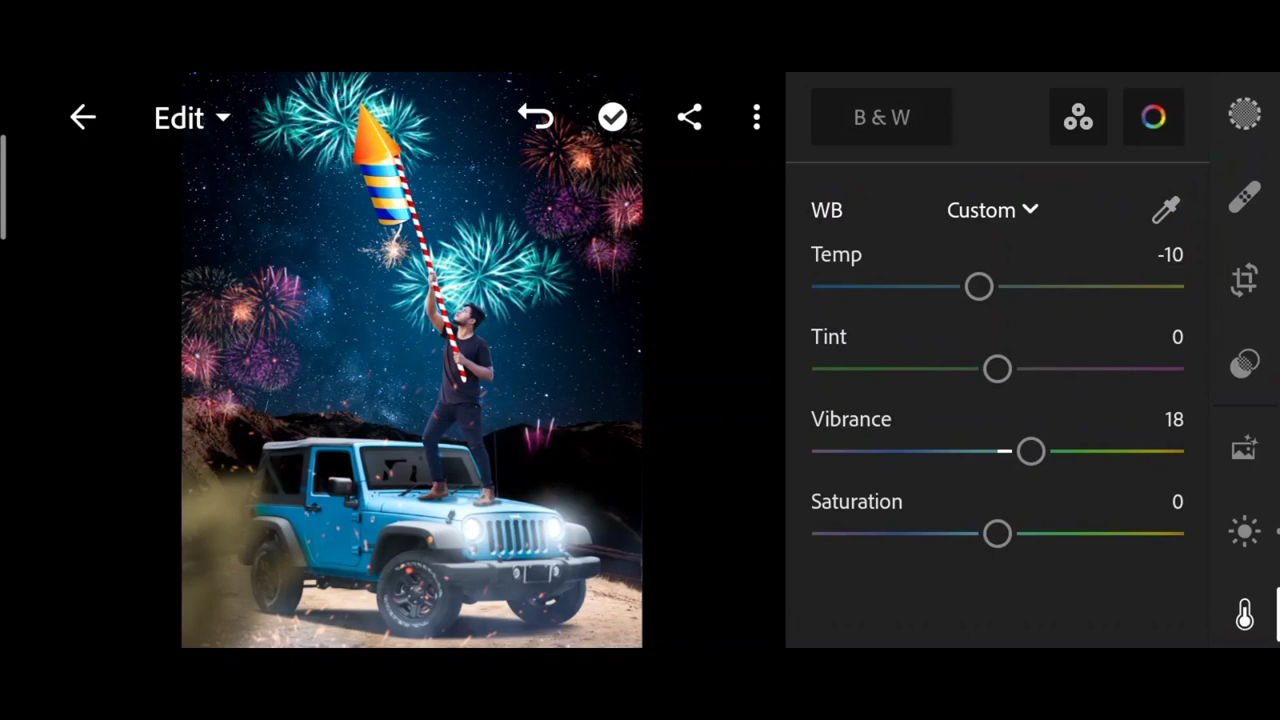 Edit
B & W
WB
Custom
Temp
-10
Tint
0
Vibrance
18
Saturation
0